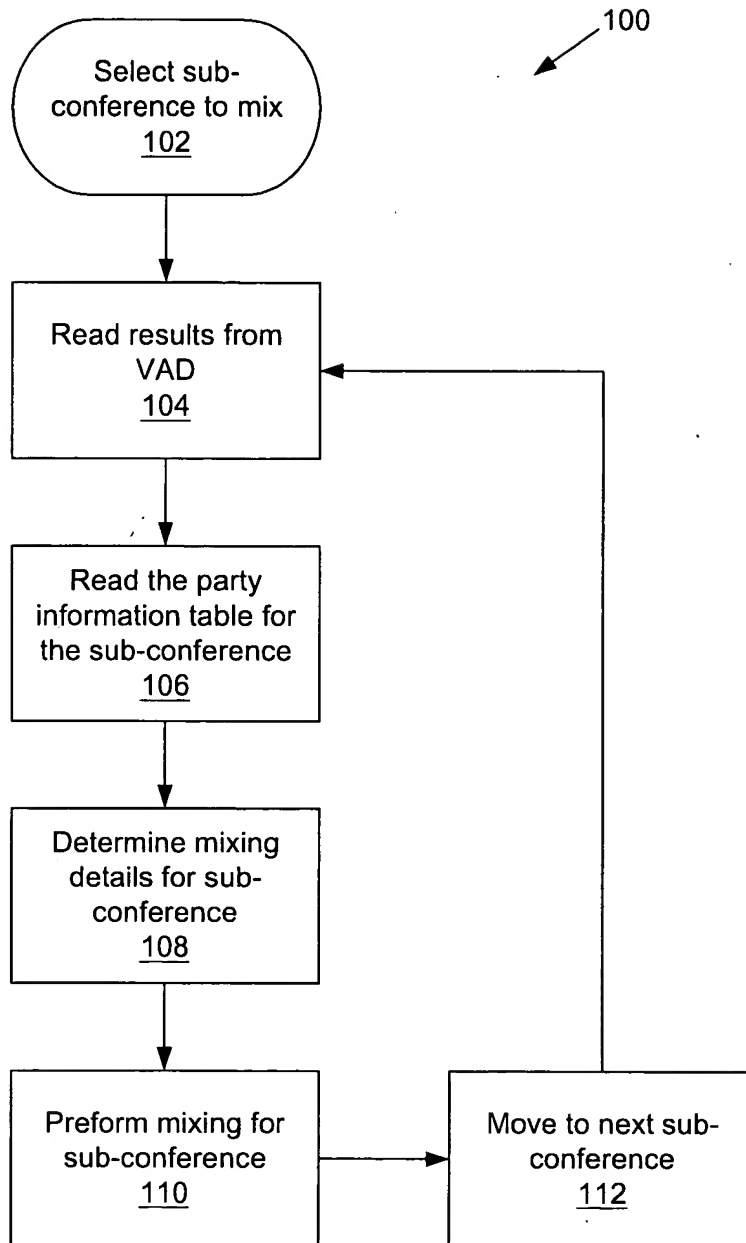 100
Select sub-
conference to mix
102
Read results from
VAD
104
Read the party
information table for
the sub-conference
106
Determine mixing
details for sub-
conference
108
Preform mixing for
sub-conference
110
Move to next sub-
conference
112